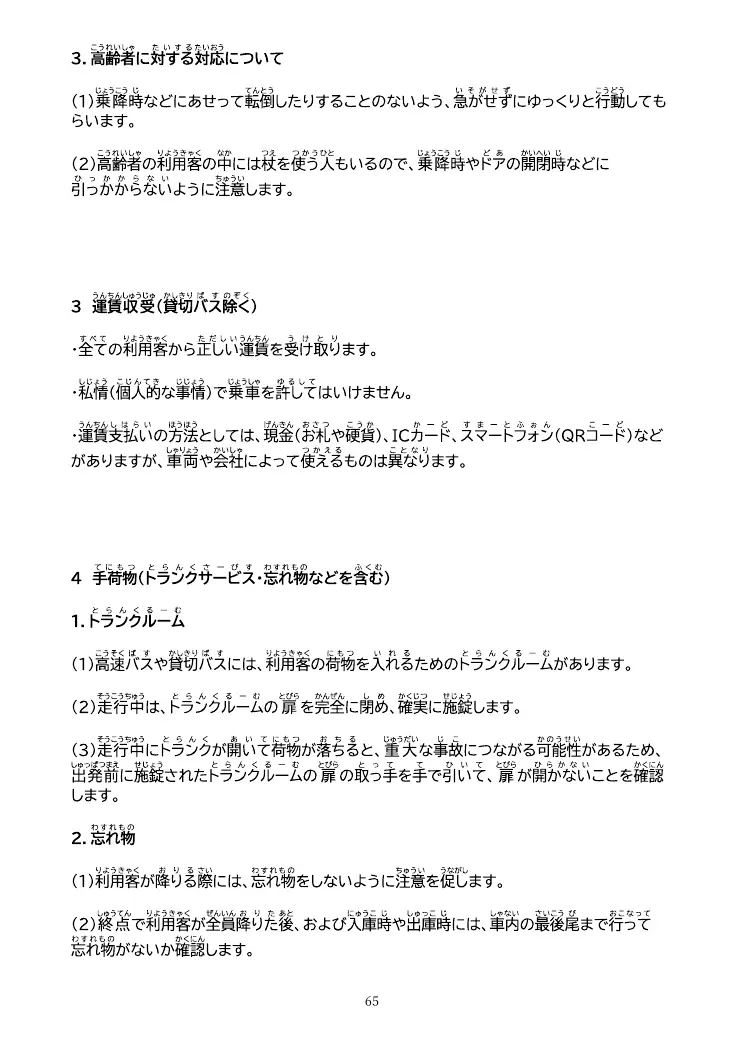 3．高齢者に対する対応について
(1)乗降時などにあせって転倒したりすることのないよう、急がせずにゆっくりと行動しても
らいます。
(2)高齢者の利用客の中には杖を使う人もいるので、乗降時やドアの開閉時などに
引っかからないように注意します。
3 運賃収受(貸切バス除く)
・全ての利用客から正しい運賃を受け取ります。
・私情(個人的な事情)で乗車を許してはいけません。
・運賃支払いの方法としては、現金(お札や硬貨)、ICカード、スマートフォン(QRコード)など
がありますが、車両や会社によって使えるものは異なります。
4 手荷物(トランクサービス・忘れ物などを含む)
1．トランクルーム
(1)高速バスや貸切バスには、利用客の荷物を入れるためのトランクルームがあります。
(2)走行中は、トランクルームの扉を完全に閉め、確実に施錠します。
(3)走行中にトランクが開いて荷物が落ちると、重大な事故につながる可能性があるため、
出発前に施錠されたトランクルームの扉の取っ手を手で引いて、扉が開かないことを確認
します。
2．忘れ物
(1)利用客が降りる際には、忘れ物をしないように注意を促します。
(2)終点で利用客が全員降りた後、および入庫時や出庫時には、車内の最後尾まで行って
忘れ物がないか確認します。
65